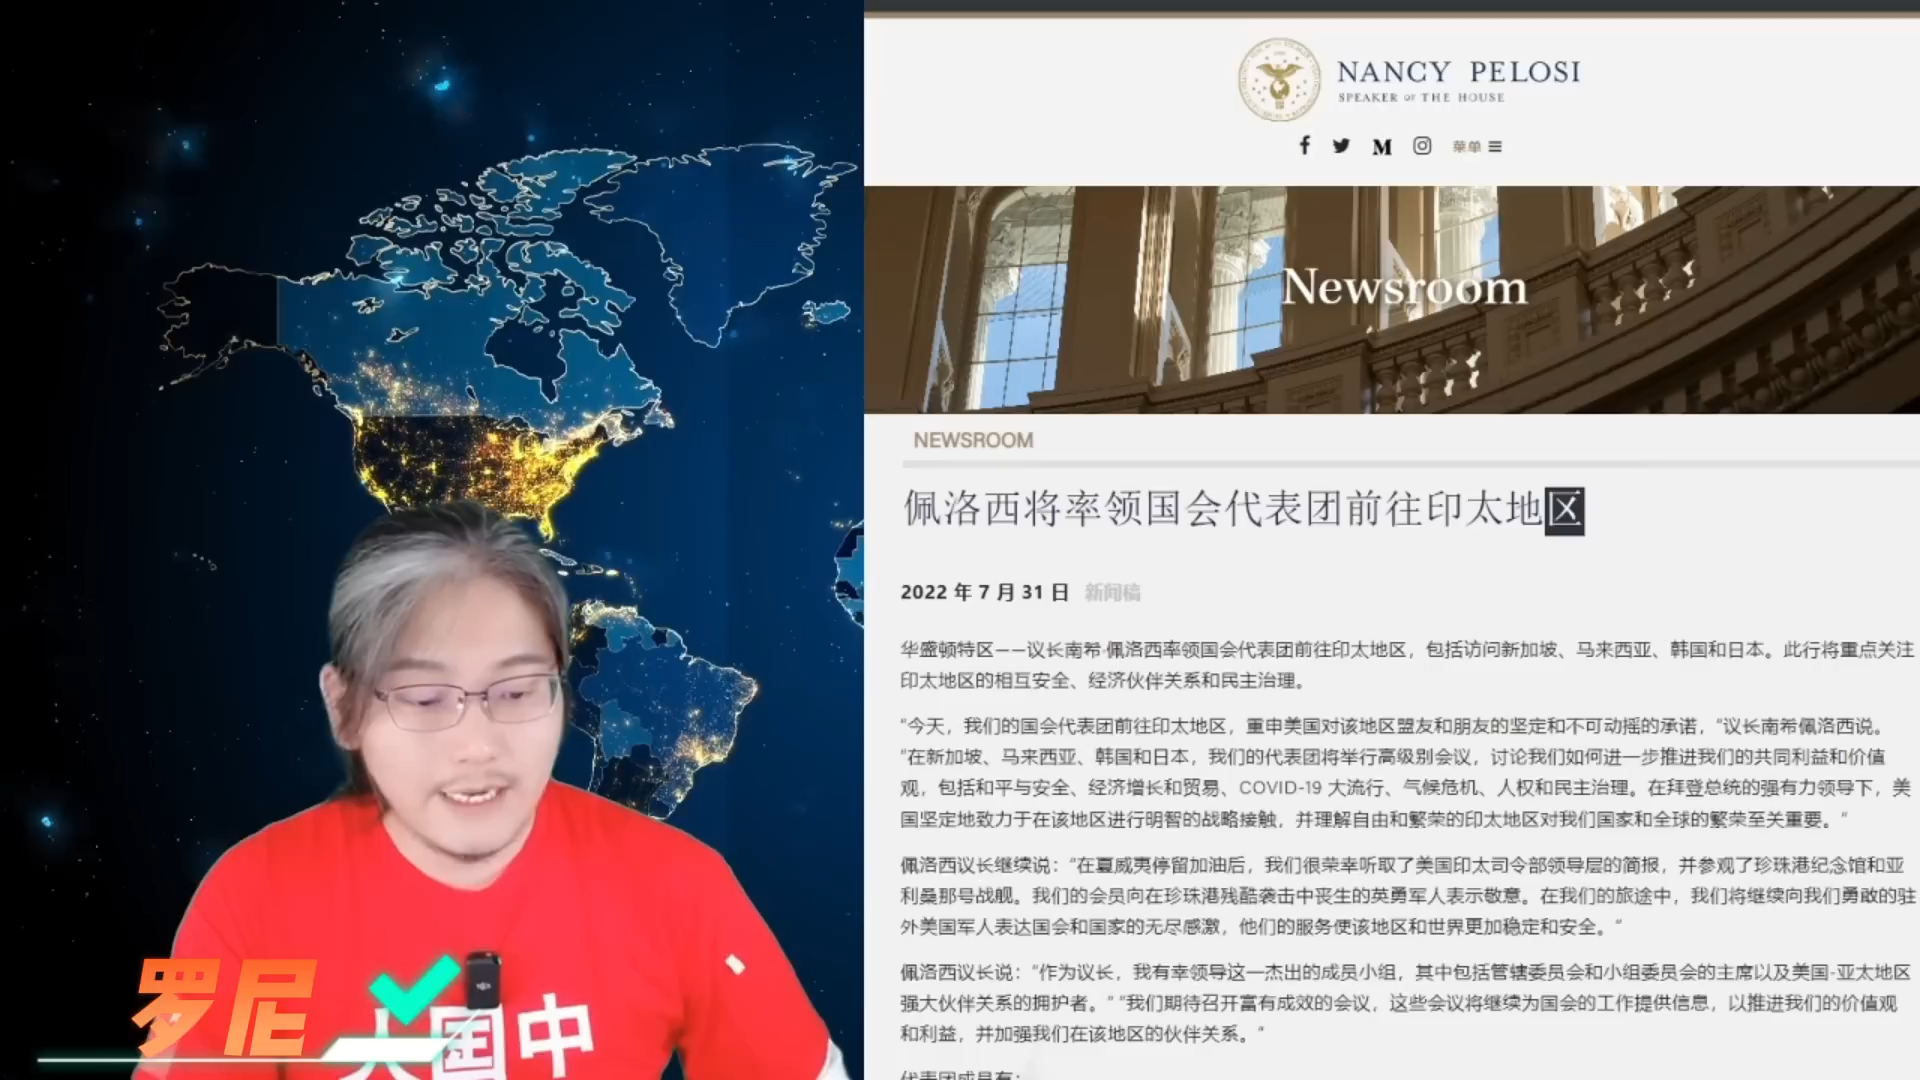 NANCY PELOSI
SPEAKER OF THE HOUSE
菜单
Newsroom
NEWSROOM
佩洛西将率领国会代表团前往印太地区
2022 年 7 月 31 日 新闻稿
华盛顿特区——议长南希·佩洛西率领国会代表团前往印太地区，包括访问新加坡、马来西亚、韩国和日本。此行将重点关注
印太地区的相互安全、经济伙伴关系和民主治理。
“今天，我们的国会代表团前往印太地区，重申美国对该地区盟友和朋友的坚定和不可动摇的承诺，“议长南希佩洛西说。
“在新加坡、马来西亚、韩国和日本，我们的代表团将举行高级别会议，讨论我们如何进一步推进我们的共同利益和价值
观，包括和平与安全、经济增长和贸易、COVID-19 大流行、气候危机、人权和民主治理。在拜登总统的强有力领导下，美
国坚定地致力于在该地区进行明智的战略接触，并理解自由和繁荣的印太地区对我们国家和全球的繁荣至关重要。“
佩洛西议长继续说：“在夏威夷停留加油后，我们很荣幸听取了美国印太司令部领导层的简报，并参观了珍珠港纪念馆和亚
利桑那号战舰。我们的会员向在珍珠港残酷袭击中丧生的英勇军人表示敬意。在我们的旅途中，我们将继续向我们勇敢的驻
外美国军人表达国会和国家的无尽感激，他们的服务使该地区和世界更加稳定和安全。“
佩洛西议长说：“作为议长，我有幸领导这一杰出的成员小组，其中包括管辖委员会和小组委员会的主席以及美国-亚太地区
强大伙伴关系的拥护者。“ “我们期待召开富有成效的会议，这些会议将继续为国会的工作提供信息，以推进我们的价值观
和利益，并加强我们在该地区的伙伴关系。“
代表团成员有：
罗尼
国中